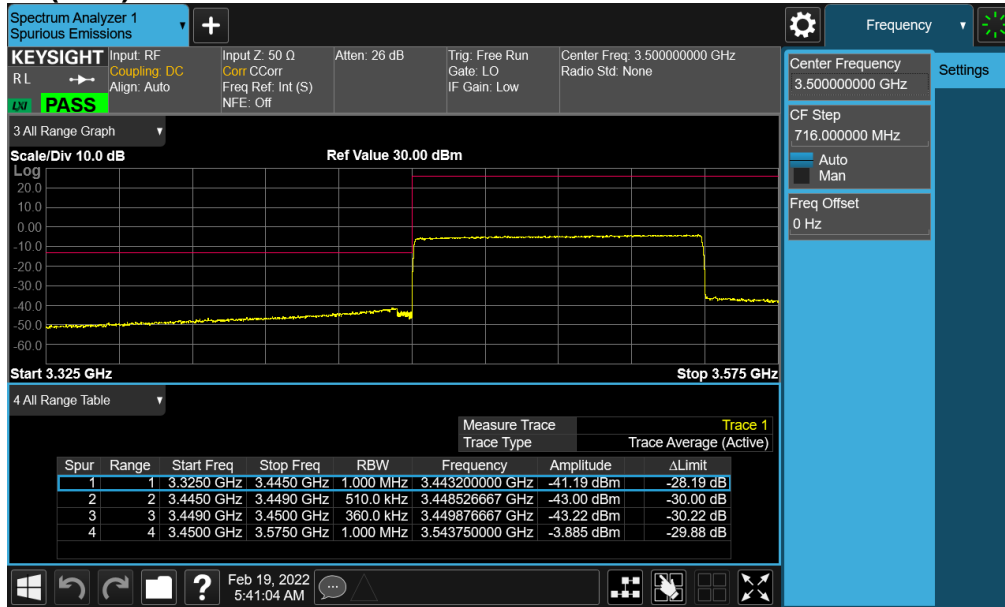 Spectrum Analyzer 1
Spurious Emissions
+
Frequency
KEYSIGHT Input: RF Input Z: 50 Ω Atten: 26 dB Trig: Free Run Center Freq: 3.500000000 GHz
R L Coupling: DC Corr CCorr Gate: LO Radio Std: None
Align: Auto Freq Ref: Int (S) IF Gain: Low
LXI PASS NFE: Off
Center Frequency
3.500000000 GHz
Settings
CF Step
716.000000 MHz
Auto
Man
Freq Offset
0 Hz
3 All Range Graph
Scale/Div 10.0 dB Ref Value 30.00 dBm
Log
20.0
10.0
0.00
-10.0
-20.0
-30.0
-40.0
-50.0
-60.0
Start 3.325 GHz Stop 3.575 GHz
4 All Range Table
Measure Trace Trace 1
Trace Type Trace Average (Active)
Spur Range Start Freq Stop Freq RBW Frequency Amplitude ΔLimit
1 1 3.3250 GHz 3.4450 GHz 1.000 MHz 3.443200000 GHz -41.19 dBm -28.19 dB
2 2 3.4450 GHz 3.4490 GHz 510.0 kHz 3.448526667 GHz -43.00 dBm -30.00 dB
3 3 3.4490 GHz 3.4500 GHz 360.0 kHz 3.449876667 GHz -43.22 dBm -30.22 dB
4 4 3.4500 GHz 3.5750 GHz 1.000 MHz 3.543750000 GHz -3.885 dBm -29.88 dB
? Feb 19, 2022
5:41:04 AM